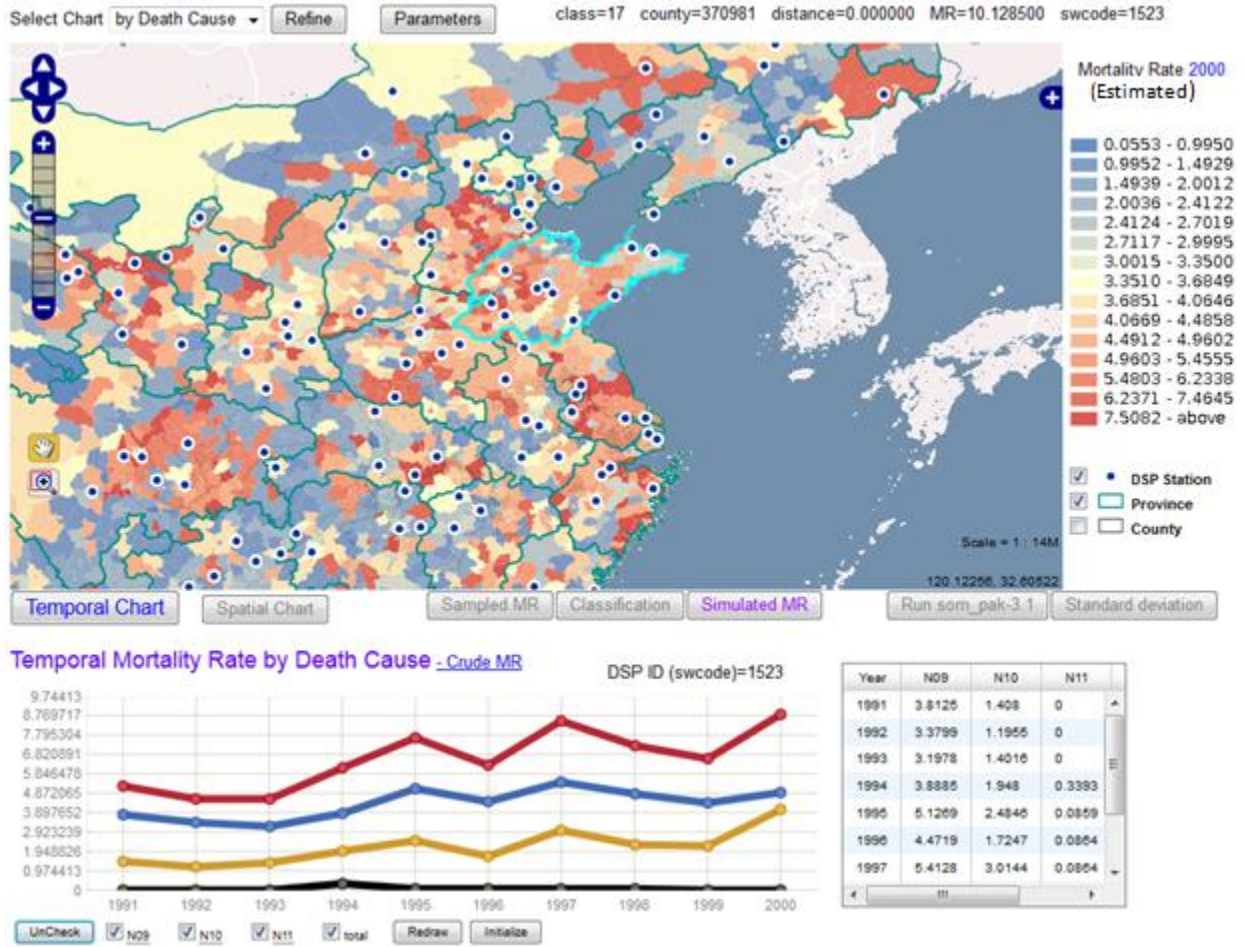 Select Chart by Death Cause Refine Parameters class=17 county=370981 distance=0.000000 MR=10.128500 swcode=1523
Mortality Rate 2000
(Estimated)
0.0553 - 0.9950
0.9952 - 1.4929
1.4939 - 2.0012
2.0036 - 2.4122
2.4124 - 2.7019
2.7117 - 2.9995
3.0015 - 3.3500
3.3510 - 3.6849
3.6851 - 4.0646
4.0669 - 4.4858
4.4912 - 4.9602
4.9603 - 5.4555
5.4803 - 6.2338
6.2371 - 7.4645
7.5082 - above
DSP Station
Province
County
Scale = 1 : 14M
120.12256, 32.60522
Temporal Chart Spatial Chart Sampled MR Classification Simulated MR Run som_pak-3.1 Standard deviation
Temporal Mortality Rate by Death Cause - Crude MR DSP ID (swcode)=1523
9.74413
8.769717
7.795304
6.820891
5.846478
4.872065
3.897652
2.923239
1.948826
0.974413
0
1991 1992 1993 1994 1995 1996 1997 1998 1999 2000
UnCheck N09 N10 N11 total Redraw Initialize
Year N09 N10 N11
1991 3.8125 1.408 0
1992 3.3799 1.1955 0
1993 3.1978 1.4016 0
1994 3.8885 1.948 0.3393
1995 5.1269 2.4846 0.0859
1996 4.4719 1.7247 0.0864
1997 5.4128 3.0144 0.0864